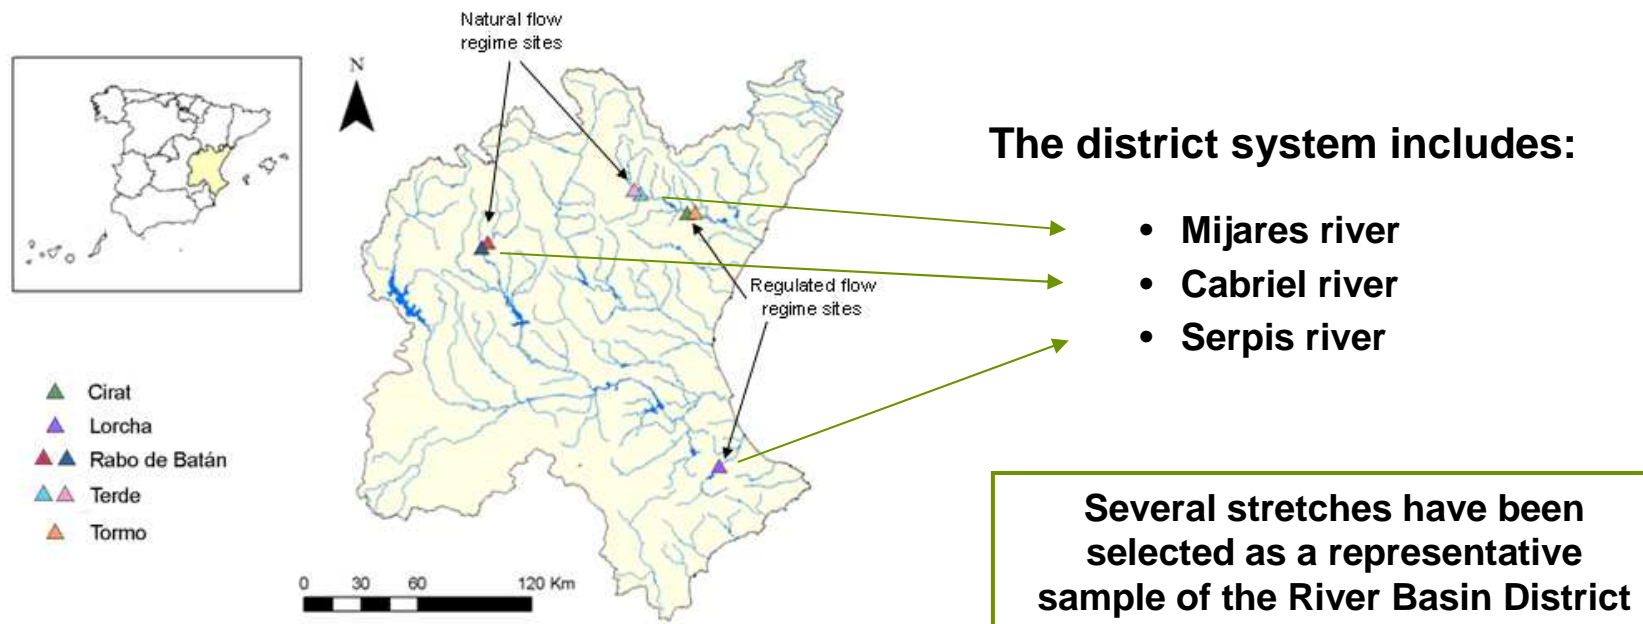 Natural flow
regime sites
N
The district system includes:
• Mijares river
• Cabriel river
• Serpis river
Regulated flow
regime sites
Cirat
Lorcha
Rabo de Batán
Terde
Tormo
0 30 60 120 Km
Several stretches have been
selected as a representative
sample of the River Basin District